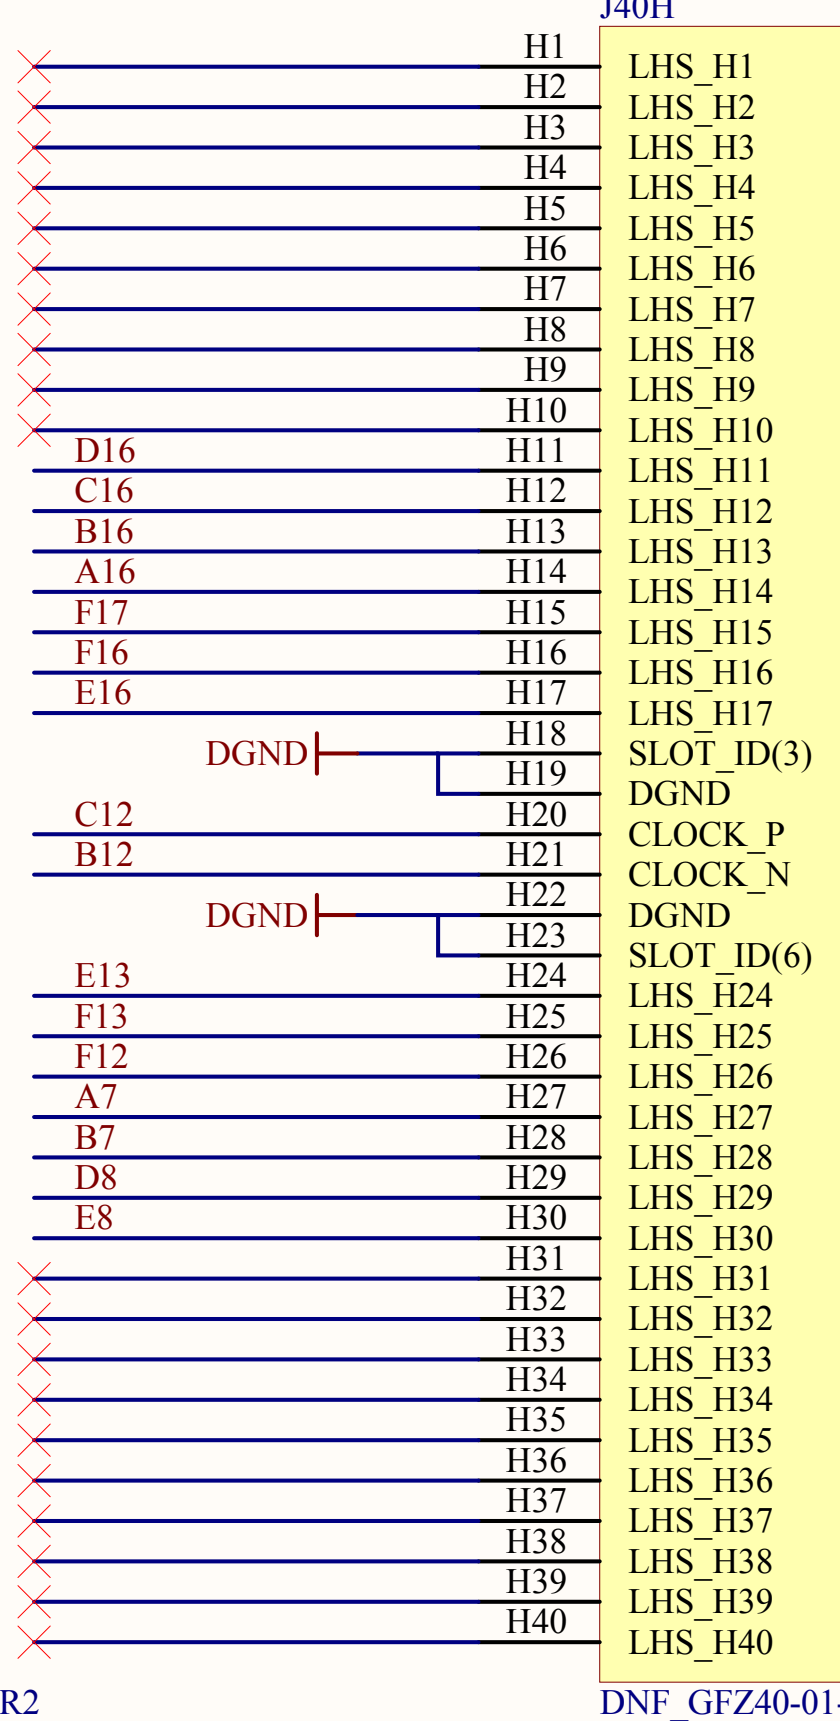 J40H
H1 LHS_H1
H2 LHS_H2
H3 LHS_H3
H4 LHS_H4
H5 LHS_H5
H6 LHS_H6
H7 LHS_H7
H8 LHS_H8
H9 LHS_H9
H10 LHS_H10
D16 H11 LHS_H11
C16 H12 LHS_H12
B16 H13 LHS_H13
A16 H14 LHS_H14
F17 H15 LHS_H15
F16 H16 LHS_H16
E16 H17 LHS_H17
DGND H18 SLOT_ID(3)
H19 DGND
C12 H20 CLOCK_P
B12 H21 CLOCK_N
DGND H22 DGND
H23 SLOT_ID(6)
E13 H24 LHS_H24
F13 H25 LHS_H25
F12 H26 LHS_H26
A7 H27 LHS_H27
B7 H28 LHS_H28
D8 H29 LHS_H29
E8 H30 LHS_H30
H31 LHS_H31
H32 LHS_H32
H33 LHS_H33
H34 LHS_H34
H35 LHS_H35
H36 LHS_H36
H37 LHS_H37
H38 LHS_H38
H39 LHS_H39
H40 LHS_H40
R2 DNF_GFZ40-01-